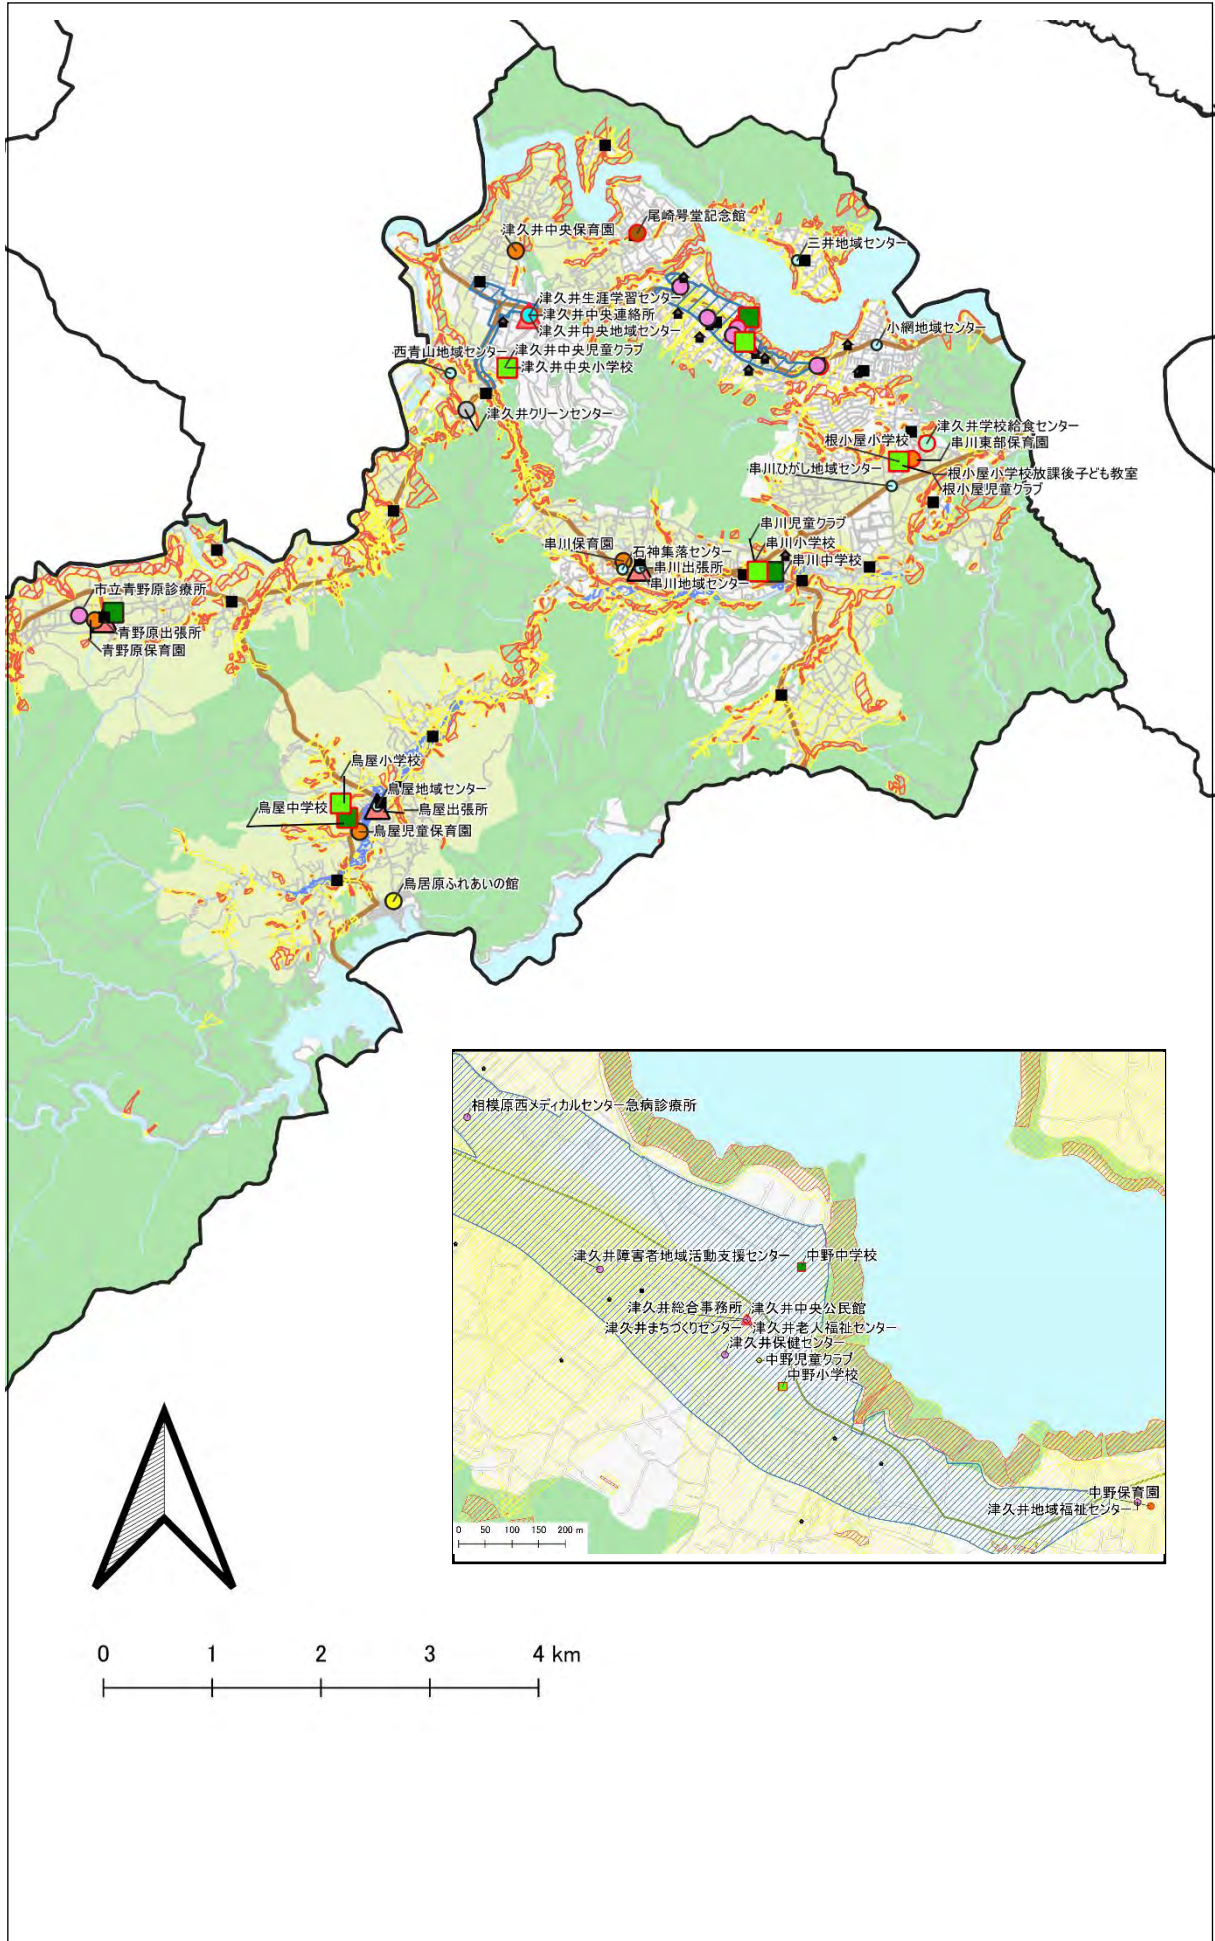 尾崎咢堂記念館
津久井中央保育園
三井地域センター
津久井生涯学習センター
津久井中央連絡所
津久井中央地域センター
小網地域センター
西青山地域センター
津久井中央児童クラブ
津久井中央小学校
津久井クリーンセンター
津久井学校給食センター
根小屋小学校
串川東部保育園
串川ひがし地域センター
根小屋小学校放課後子ども教室
根小屋児童クラブ
串川児童クラブ
串川保育園
石神集落センター
串川小学校
串川出張所
串川中学校
串川地域センター
市立青野原診療所
青野原出張所
青野原保育園
鳥屋小学校
鳥屋地域センター
鳥屋中学校
鳥屋出張所
鳥屋児童保育園
鳥居原ふれあいの館
相模原西メディカルセンター急病診療所
津久井障害者地域活動支援センター
中野中学校
津久井総合事務所
津久井中央公民館
津久井まちづくりセンター
津久井老人福祉センター
津久井保健センター
中野児童クラブ
中野小学校
中野保育園
津久井地域福祉センター
0 50 100 150 200 m
0 1 2 3 4 km